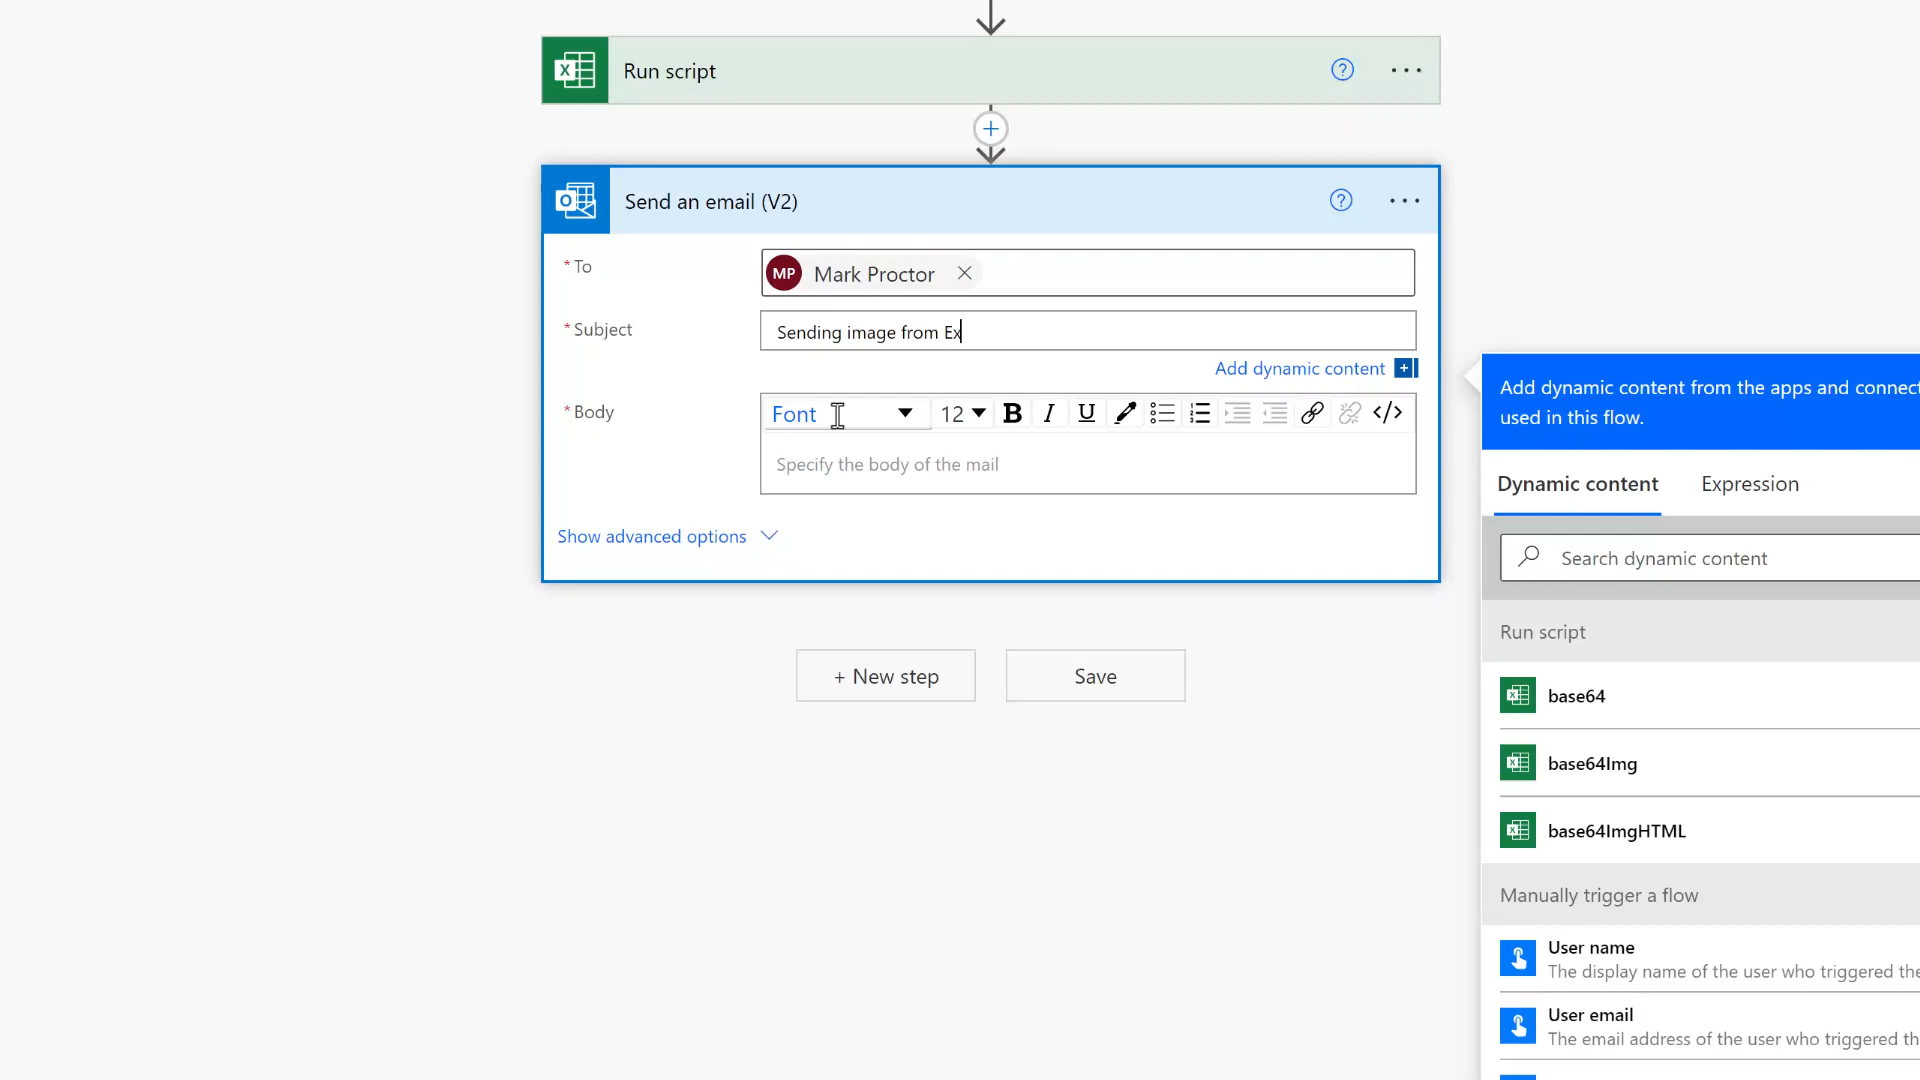 Run script
Send an email (V2)
* To
MP Mark Proctor
* Subject
Sending image from Ex
Add dynamic content
* Body
Font 12 B I U </>
Specify the body of the mail
Show advanced options
+ New step
Save
Add dynamic content from the apps and connect
used in this flow.
Dynamic content
Expression
Search dynamic content
Run script
base64
base64Img
base64ImgHTML
Manually trigger a flow
User name
The display name of the user who triggered the
User email
The email address of the user who triggered th